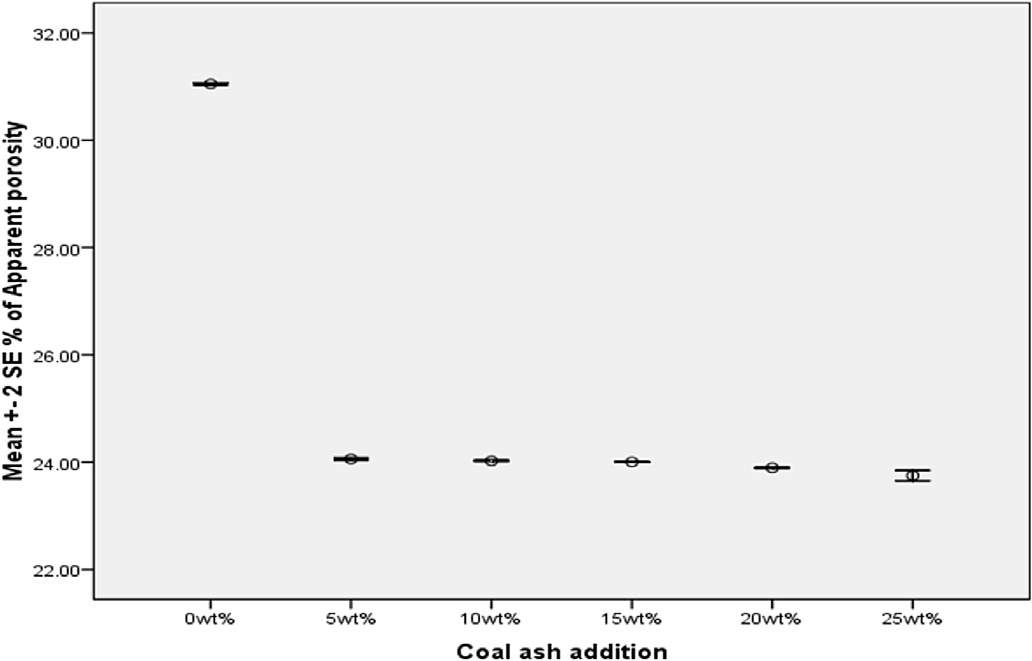 Mean +- 2 SE % of Apparent porosity
32.00
30.00
28.00
26.00
24.00
22.00
0wt% 5wt% 10wt% 15wt% 20wt% 25wt%
Coal ash addition